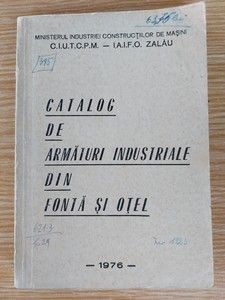 MINISTERUL INDUSTRIEI CONSTRUCȚIILOR DE MAȘINI
C.I.U.T.C.P.M. — I.A.I.F.O. ZALĂU
CATALOG
DE
ARMĂTURI INDUSTRIALE
DIN
FONTĂ ȘI OȚEL
— 1976 —